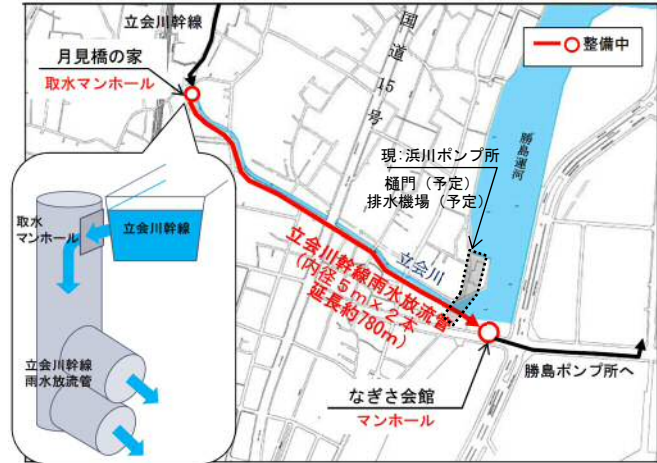 立会川幹線
月見橋の家
取水マンホール
国道15号
整備中
勝島運河
現:浜川ポンプ所
樋門（予定）
排水機場（予定）
取水
マンホール
立会川幹線
立会川
立会川幹線雨水放流管
（内径５ｍ×２本
延長約780m）
立会川幹線
雨水放流管
なぎさ会館
マンホール
勝島ポンプ所へ